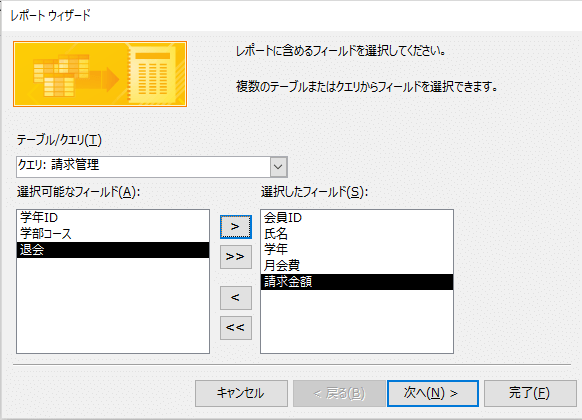 レポート ウィザード
レポートに含めるフィールドを選択してください。
複数のテーブルまたはクエリからフィールドを選択できます。
テーブル/クエリ(T)
クエリ: 請求管理
選択可能なフィールド(A):
選択したフィールド(S):
学年ID
学部コース
退会
>
>>
<
<<
会員ID
氏名
学年
月会費
請求金額
キャンセル
< 戻る(B)
次へ(N) >
完了(F)